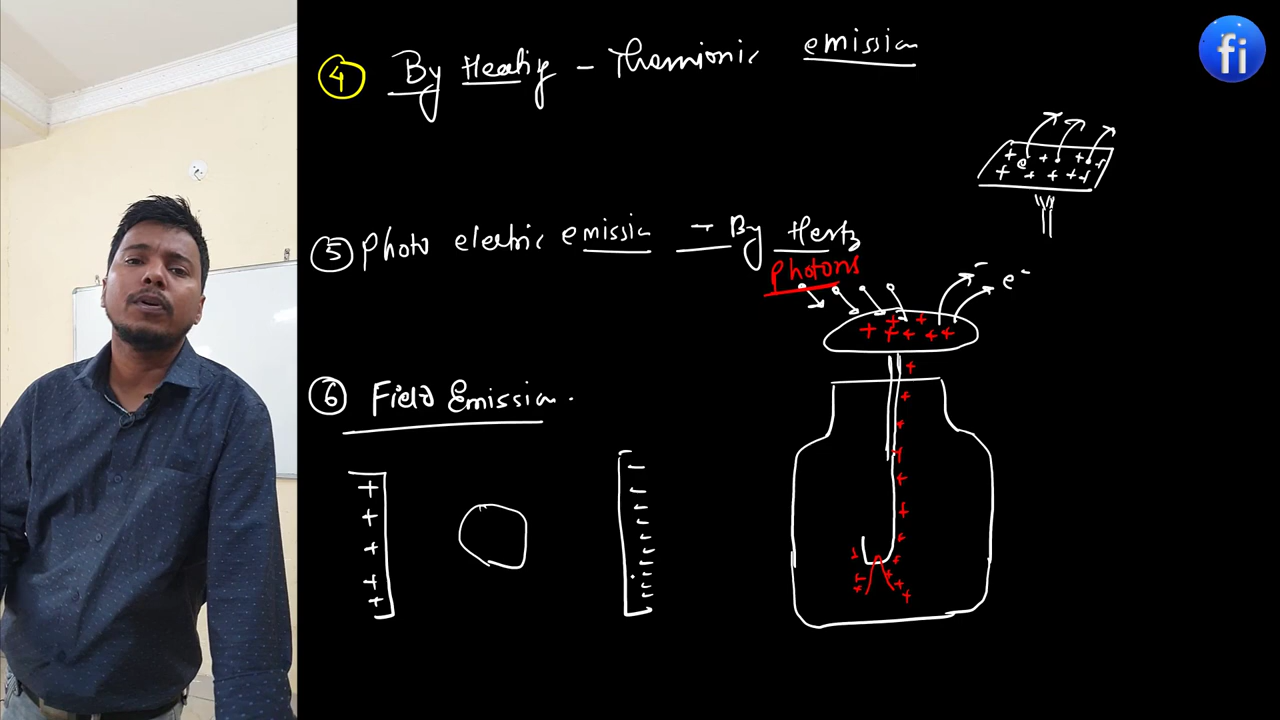 fi
④ By Heating - Thermionic emission
⑤ Photo electric emission → By Hertz
Photons
e⁻
⑥ Field Emission.